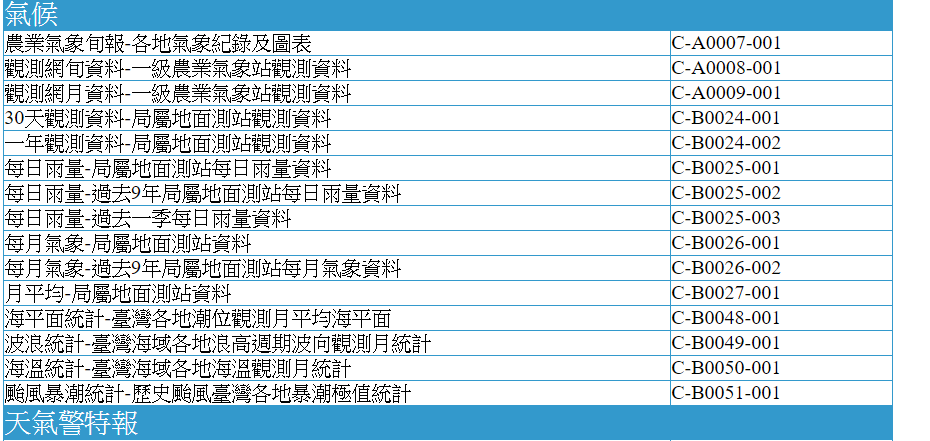 氣候
農業氣象旬報-各地氣象紀錄及圖表 C-A0007-001
觀測網旬資料-一級農業氣象站觀測資料 C-A0008-001
觀測網月資料-一級農業氣象站觀測資料 C-A0009-001
30天觀測資料-局屬地面測站觀測資料 C-B0024-001
一年觀測資料-局屬地面測站觀測資料 C-B0024-002
每日雨量-局屬地面測站每日雨量資料 C-B0025-001
每日雨量-過去9年局屬地面測站每日雨量資料 C-B0025-002
每日雨量-過去一季每日雨量資料 C-B0025-003
每月氣象-局屬地面測站資料 C-B0026-001
每月氣象-過去9年局屬地面測站每月氣象資料 C-B0026-002
月平均-局屬地面測站資料 C-B0027-001
海平面統計-臺灣各地潮位觀測月平均海平面 C-B0048-001
波浪統計-臺灣海域各地浪高週期波向觀測月統計 C-B0049-001
海溫統計-臺灣海域各地海溫觀測月統計 C-B0050-001
颱風暴潮統計-歷史颱風臺灣各地暴潮極值統計 C-B0051-001
天氣警特報